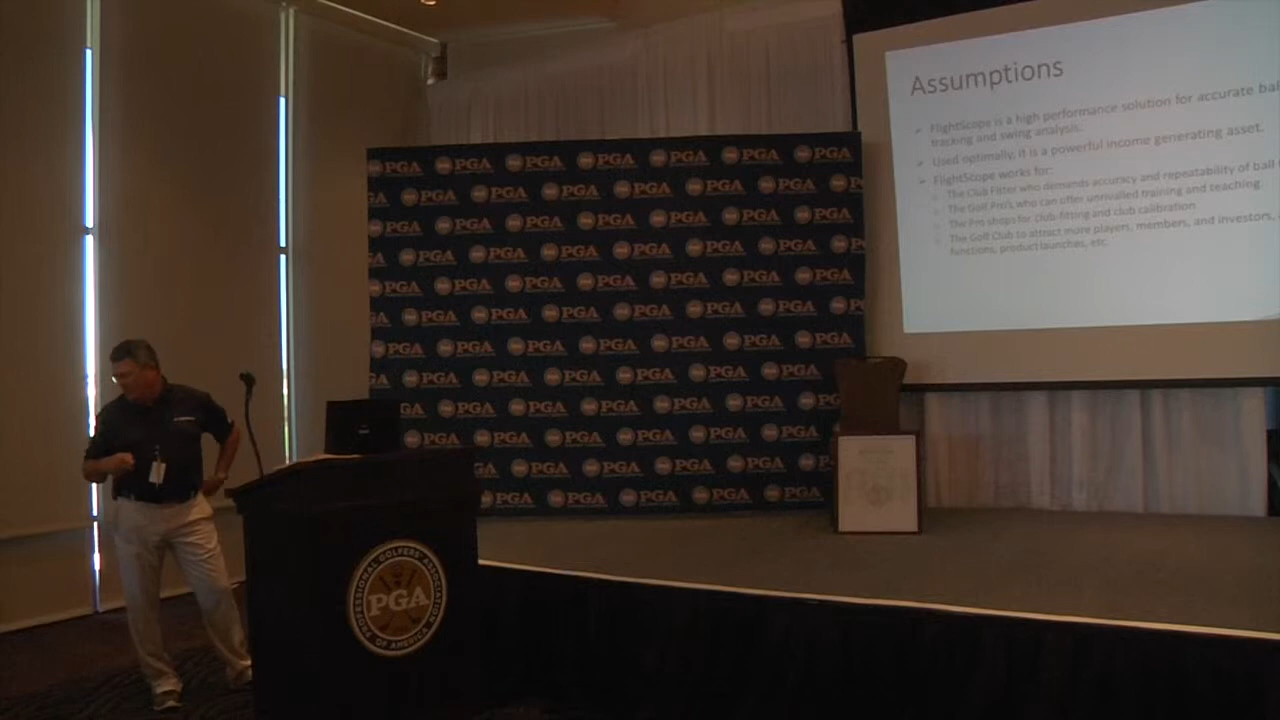 Assumptions
FlightScope is a high performance solution for accurate
tracking and swing analysis.
Used optimally, it is a powerful income generating asset.
FlightScope works for:
The Club Fitter who demands accuracy and repeatability of ball
The Golf Pro's who can offer unrivalled training and teaching
The Pro shops for club-fitting and club calibration
The Golf Club to attract more players, members, and investors,
functions, product launches, etc.
PGA
PROFESSIONAL GOLFERS' ASSOCIATION
OF AMERICA